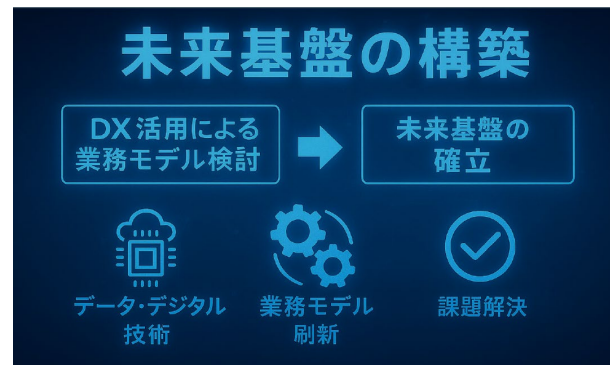 未来基盤の構築
DX 活用による
業務モデル検討
未来基盤の
確立
データ・デジタル
技術
業務モデル
刷新
課題解決